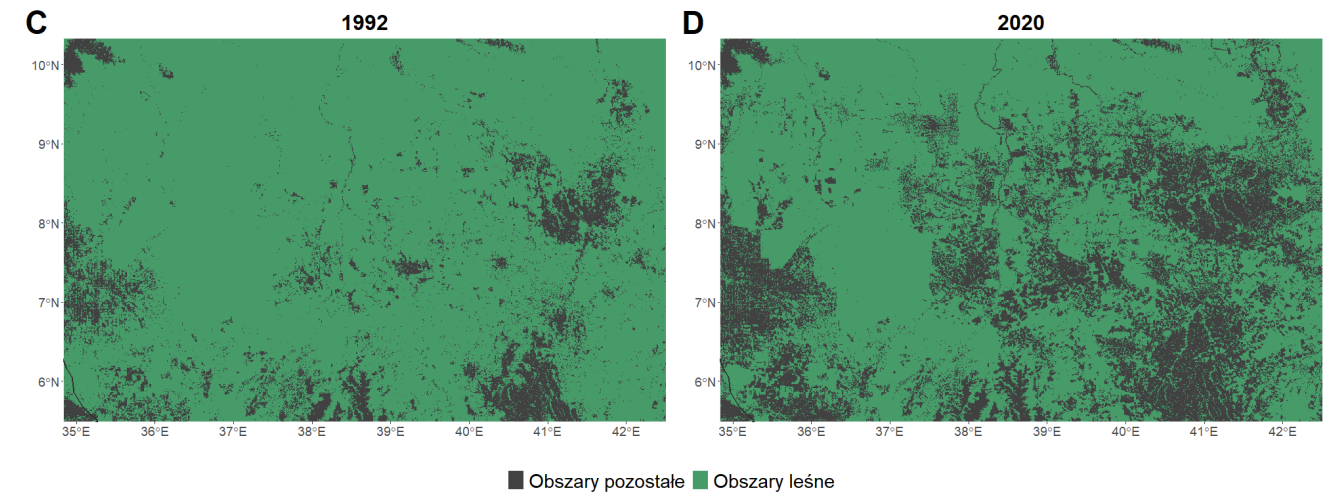 C 1992 D 2020
10°N 10°N
9°N 9°N
8°N 8°N
7°N 7°N
6°N 6°N
35°E 36°E 37°E 38°E 39°E 40°E 41°E 42°E 35°E 36°E 37°E 38°E 39°E 40°E 41°E 42°E
Obszary pozostałe Obszary leśne